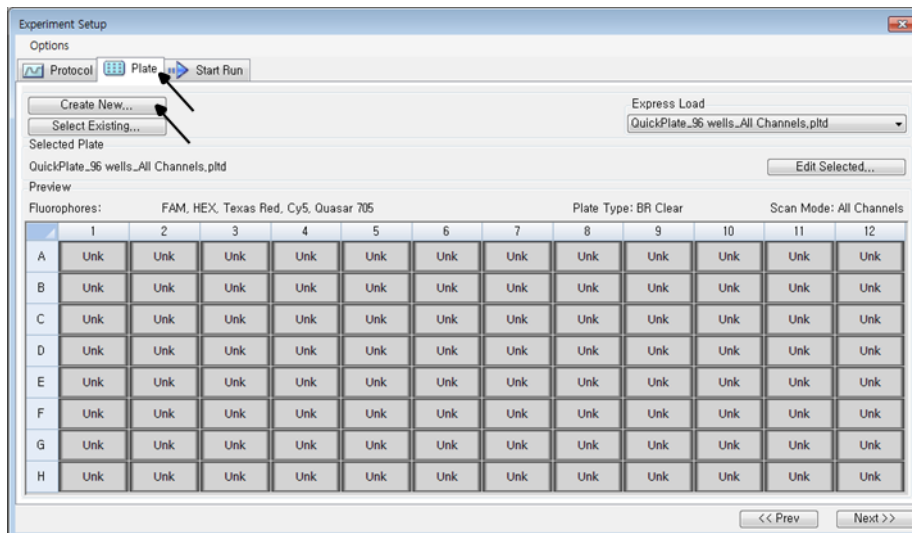 Experiment Setup
Options
Protocol Plate Start Run
Create New...
Express Load
Select Existing...
QuickPlate_96 wells_All Channels.pltd
Selected Plate
QuickPlate_96 wells_All Channels.pltd
Edit Selected...
Preview
Fluorophores: FAM, HEX, Texas Red, Cy5, Quasar 705 Plate Type: BR Clear Scan Mode: All Channels
1 2 3 4 5 6 7 8 9 10 11 12
A Unk Unk Unk Unk Unk Unk Unk Unk Unk Unk Unk Unk
B Unk Unk Unk Unk Unk Unk Unk Unk Unk Unk Unk Unk
C Unk Unk Unk Unk Unk Unk Unk Unk Unk Unk Unk Unk
D Unk Unk Unk Unk Unk Unk Unk Unk Unk Unk Unk Unk
E Unk Unk Unk Unk Unk Unk Unk Unk Unk Unk Unk Unk
F Unk Unk Unk Unk Unk Unk Unk Unk Unk Unk Unk Unk
G Unk Unk Unk Unk Unk Unk Unk Unk Unk Unk Unk Unk
H Unk Unk Unk Unk Unk Unk Unk Unk Unk Unk Unk Unk
<< Prev Next >>